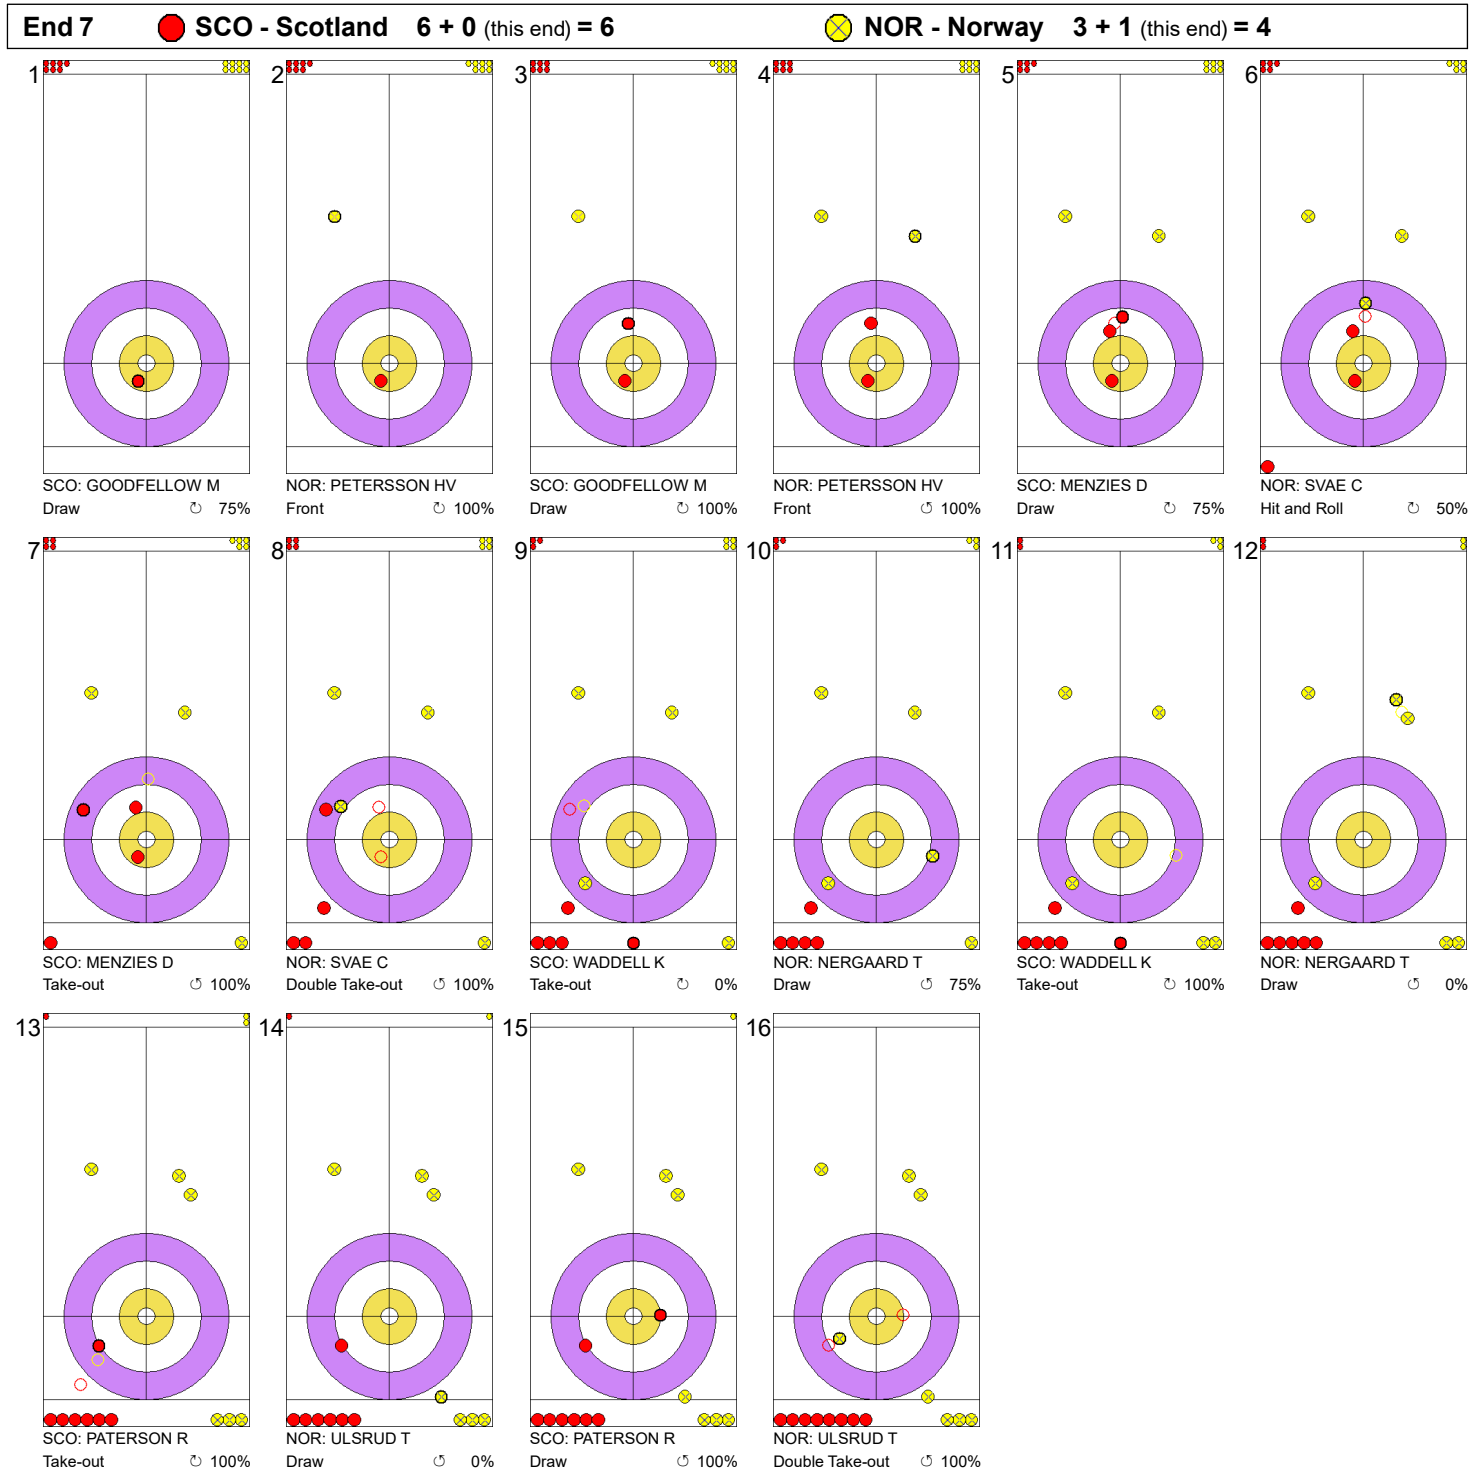 End 7 SCO - Scotland 6 + 0 (this end) = 6 NOR - Norway 3 + 1 (this end) = 4
1 2 3 4 5 6
SCO: GOODFELLOW M NOR: PETERSSON HV SCO: GOODFELLOW M NOR: PETERSSON HV SCO: MENZIES D NOR: SVAE C
Draw ↻ 75% Front ↻ 100% Draw ↻ 100% Front ↺ 100% Draw ↻ 75% Hit and Roll ↻ 50%
7 8 9 10 11 12
SCO: MENZIES D NOR: SVAE C SCO: WADDELL K NOR: NERGAARD T SCO: WADDELL K NOR: NERGAARD T
Take-out ↺ 100% Double Take-out ↺ 100% Take-out ↻ 0% Draw ↺ 75% Take-out ↻ 100% Draw ↺ 0%
13 14 15 16
SCO: PATERSON R NOR: ULSRUD T SCO: PATERSON R NOR: ULSRUD T
Take-out ↻ 100% Draw ↺ 0% Draw ↺ 100% Double Take-out ↺ 100%